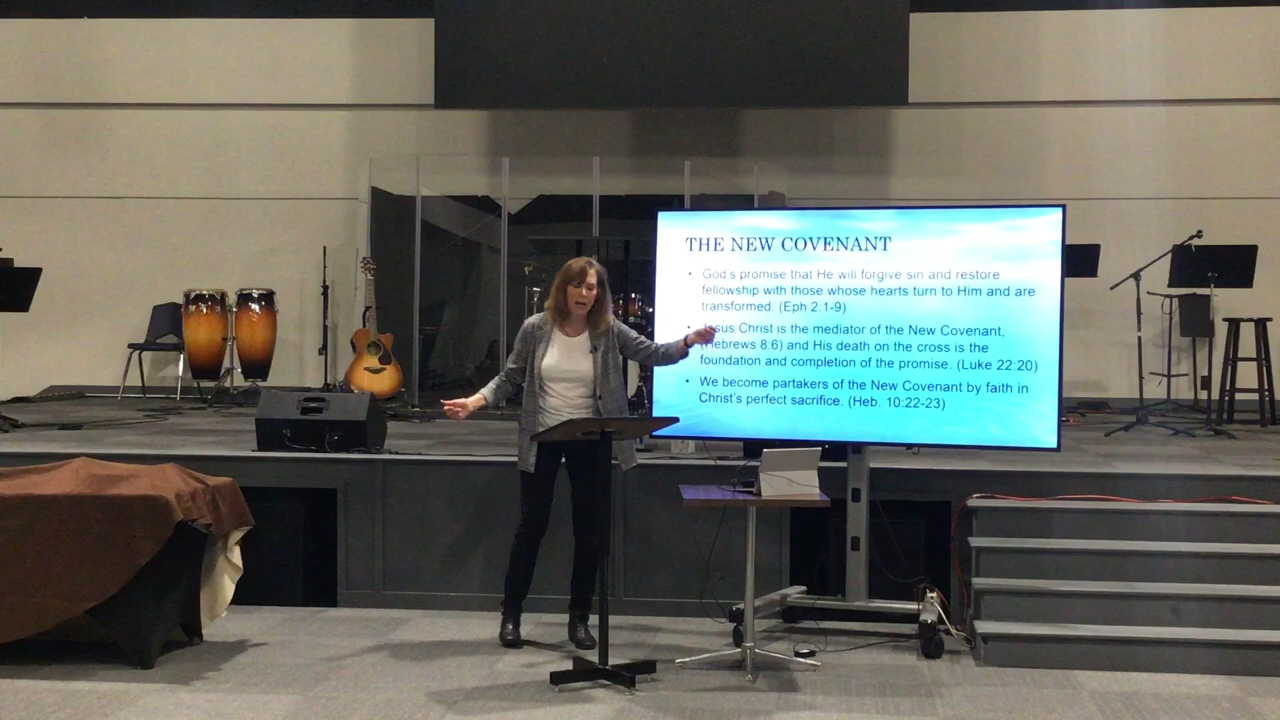 THE NEW COVENANT
• God's promise that He will forgive sin and restore
fellowship with those whose hearts turn to Him and are
transformed. (Eph 2.1-9)
sus Christ is the mediator of the New Covenant,
ebrews 8.6) and His death on the cross is the
foundation and completion of the promise. (Luke 22:20)
• We become partakers of the New Covenant by faith in
Christ's perfect sacrifice. (Heb. 10:22-23)